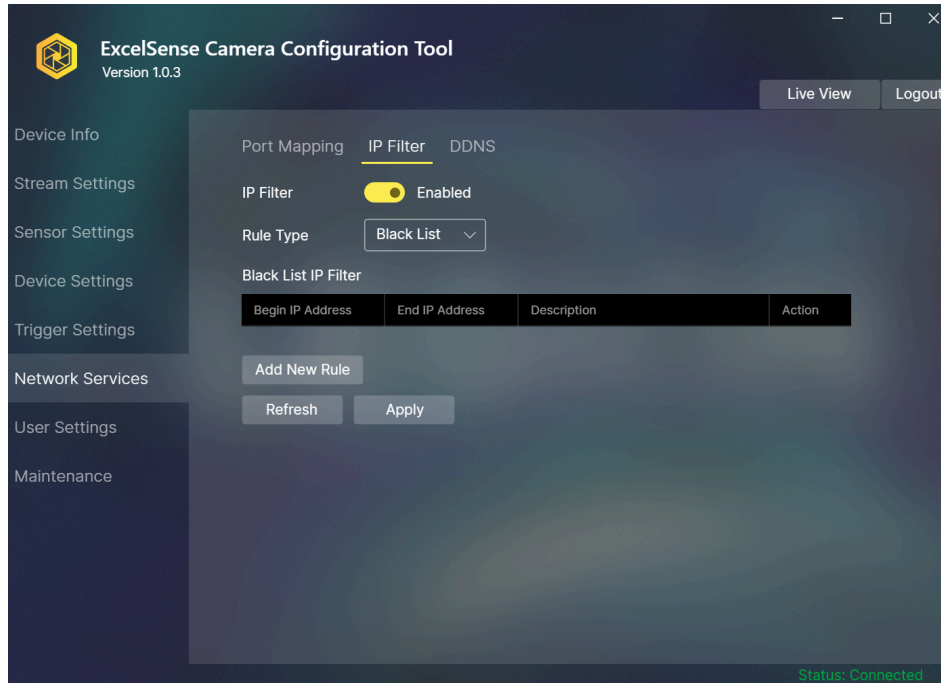 ExcelSense Camera Configuration Tool
Version 1.0.3
Live View
Logout
Device Info
Stream Settings
Sensor Settings
Device Settings
Trigger Settings
Network Services
User Settings
Maintenance
Port Mapping IP Filter DDNS
IP Filter Enabled
Rule Type Black List
Black List IP Filter
Begin IP Address End IP Address Description Action
Add New Rule
Refresh Apply
Status: Connected